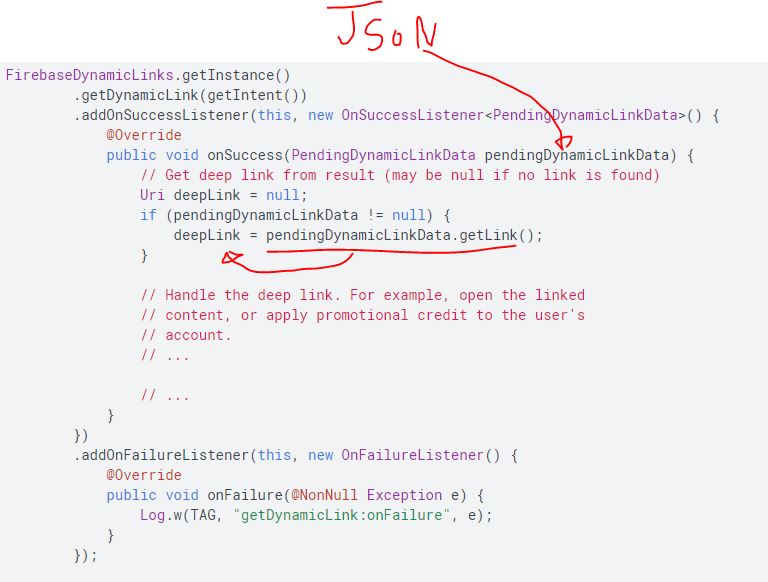 JSON
FirebaseDynamicLinks.getInstance()
        .getDynamicLink(getIntent())
        .addOnSuccessListener(this, new OnSuccessListener<PendingDynamicLinkData>() {
            @Override
            public void onSuccess(PendingDynamicLinkData pendingDynamicLinkData) {
                // Get deep link from result (may be null if no link is found)
                Uri deepLink = null;
                if (pendingDynamicLinkData != null) {
                    deepLink = pendingDynamicLinkData.getLink();
                }

                // Handle the deep link. For example, open the linked
                // content, or apply promotional credit to the user's
                // account.
                // ...

                // ...
            }
        })
        .addOnFailureListener(this, new OnFailureListener() {
            @Override
            public void onFailure(@NonNull Exception e) {
                Log.w(TAG, "getDynamicLink:onFailure", e);
            }
        });